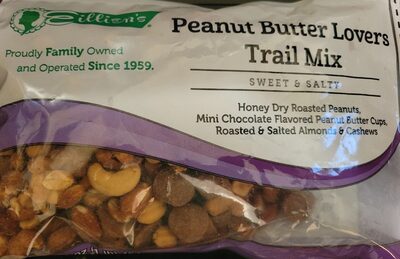 Eillien's
Peanut Butter Lovers
Trail Mix
Proudly Family Owned
and Operated Since 1959.
SWEET & SALTY
Honey Dry Roasted Peanuts,
Mini Chocolate Flavored Peanut Butter Cups,
Roasted & Salted Almonds & Cashews